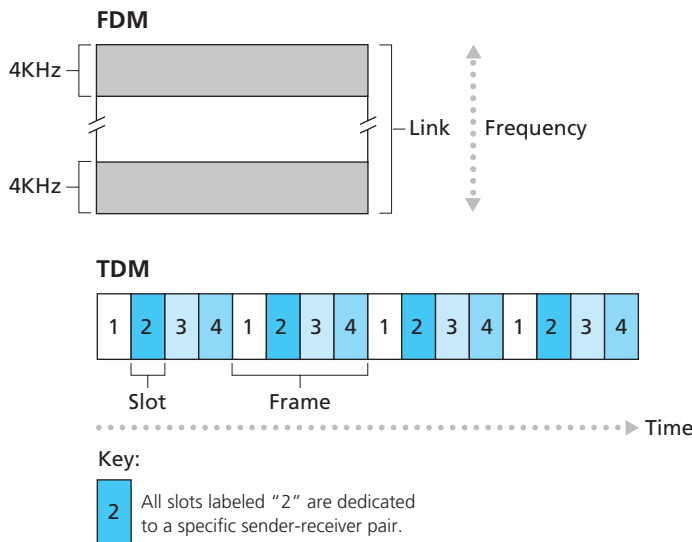 FDM
4KHz
Link
Frequency
4KHz
TDM
1 2 3 4 1 2 3 4 1 2 3 4 1 2 3 4
Slot
Frame
Time
Key:
2
All slots labeled “2” are dedicated
to a specific sender-receiver pair.